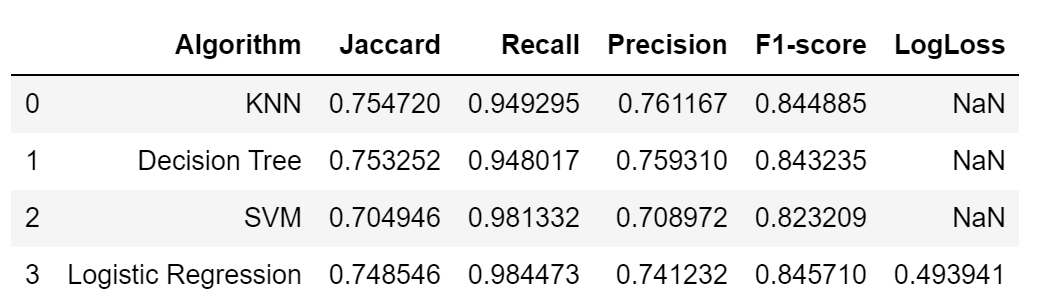 Algorithm Jaccard Recall Precision F1-score LogLoss
0 KNN 0.754720 0.949295 0.761167 0.844885 NaN
1 Decision Tree 0.753252 0.948017 0.759310 0.843235 NaN
2 SVM 0.704946 0.981332 0.708972 0.823209 NaN
3 Logistic Regression 0.748546 0.984473 0.741232 0.845710 0.493941